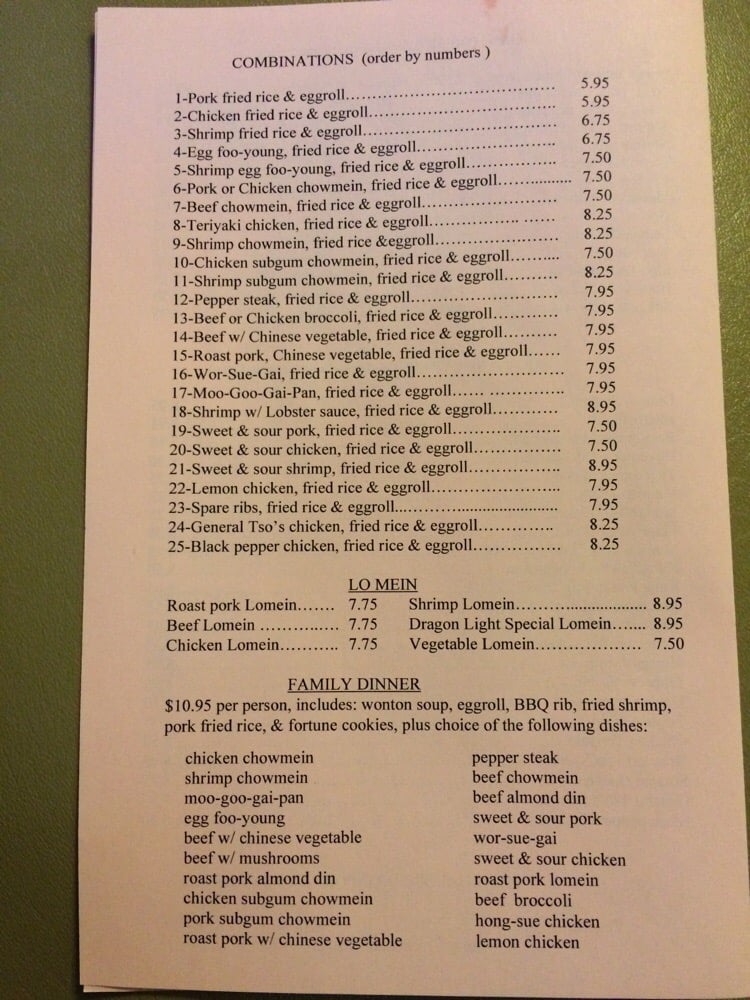 COMBINATIONS (order by numbers )
1-Pork fried rice & eggroll........................................ 5.95
2-Chicken fried rice & eggroll................................... 5.95
3-Shrimp fried rice & eggroll.................................... 6.75
4-Egg foo-young, fried rice & eggroll......................... 6.75
5-Shrimp egg foo-young, fried rice & eggroll............... 7.50
6-Pork or Chicken chowmein, fried rice & eggroll................ 7.50
7-Beef chowmein, fried rice & eggroll......................... 7.50
8-Teriyaki chicken, fried rice & eggroll................. ...... 8.25
9-Shrimp chowmein, fried rice &eggroll....................... 8.25
10-Chicken subgum chowmein, fried rice & eggroll......... 7.50
11-Shrimp subgum chowmein, fried rice & eggroll.......... 8.25
12-Pepper steak, fried rice & eggroll........................... 7.95
13-Beef or Chicken broccoli, fried rice & eggroll............ 7.95
14-Beef w/ Chinese vegetable, fried rice & eggroll.......... 7.95
15-Roast pork, Chinese vegetable, fried rice & eggroll...... 7.95
16-Wor-Sue-Gai, fried rice & eggroll........................... 7.95
17-Moo-Goo-Gai-Pan, fried rice & eggroll...... .............. 7.95
18-Shrimp w/ Lobster sauce, fried rice & eggroll............ 8.95
19-Sweet & sour pork, fried rice & eggroll..................... 7.50
20-Sweet & sour chicken, fried rice & eggroll................ 7.50
21-Sweet & sour shrimp, fried rice & eggroll................. 8.95
22-Lemon chicken, fried rice & eggroll........................ 7.95
23-Spare ribs, fried rice & eggroll.................................. 7.95
24-General Tso's chicken, fried rice & eggroll.............. 8.25
25-Black pepper chicken, fried rice & eggroll................ 8.25
LO MEIN
Roast pork Lomein....... 7.75 Shrimp Lomein............................ 8.95
Beef Lomein .............. 7.75 Dragon Light Special Lomein....... 8.95
Chicken Lomein........... 7.75 Vegetable Lomein................... 7.50
FAMILY DINNER
$10.95 per person, includes: wonton soup, eggroll, BBQ rib, fried shrimp,
pork fried rice, & fortune cookies, plus choice of the following dishes:
chicken chowmein pepper steak
shrimp chowmein beef chowmein
moo-goo-gai-pan beef almond din
egg foo-young sweet & sour pork
beef w/ chinese vegetable wor-sue-gai
beef w/ mushrooms sweet & sour chicken
roast pork almond din roast pork lomein
chicken subgum chowmein beef broccoli
pork subgum chowmein hong-sue chicken
roast pork w/ chinese vegetable lemon chicken